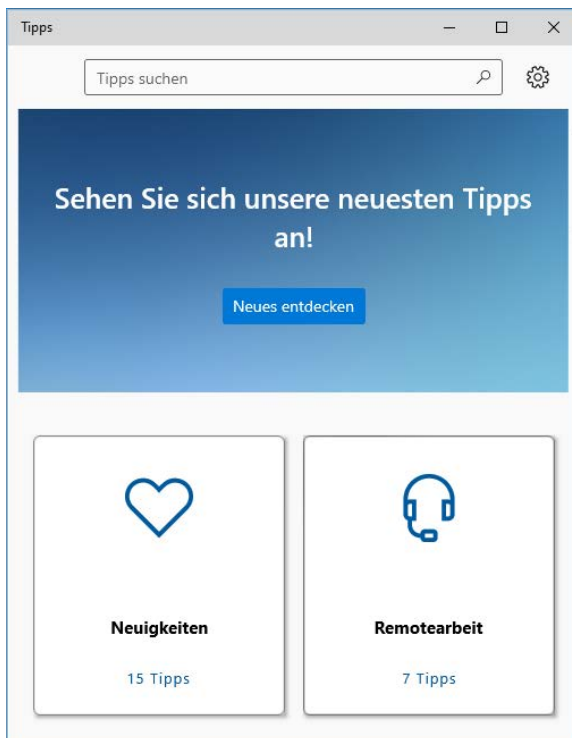 Tipps
Tipps suchen
Sehen Sie sich unsere neuesten Tipps
an!
Neues entdecken
Neuigkeiten
15 Tipps
Remotearbeit
7 Tipps